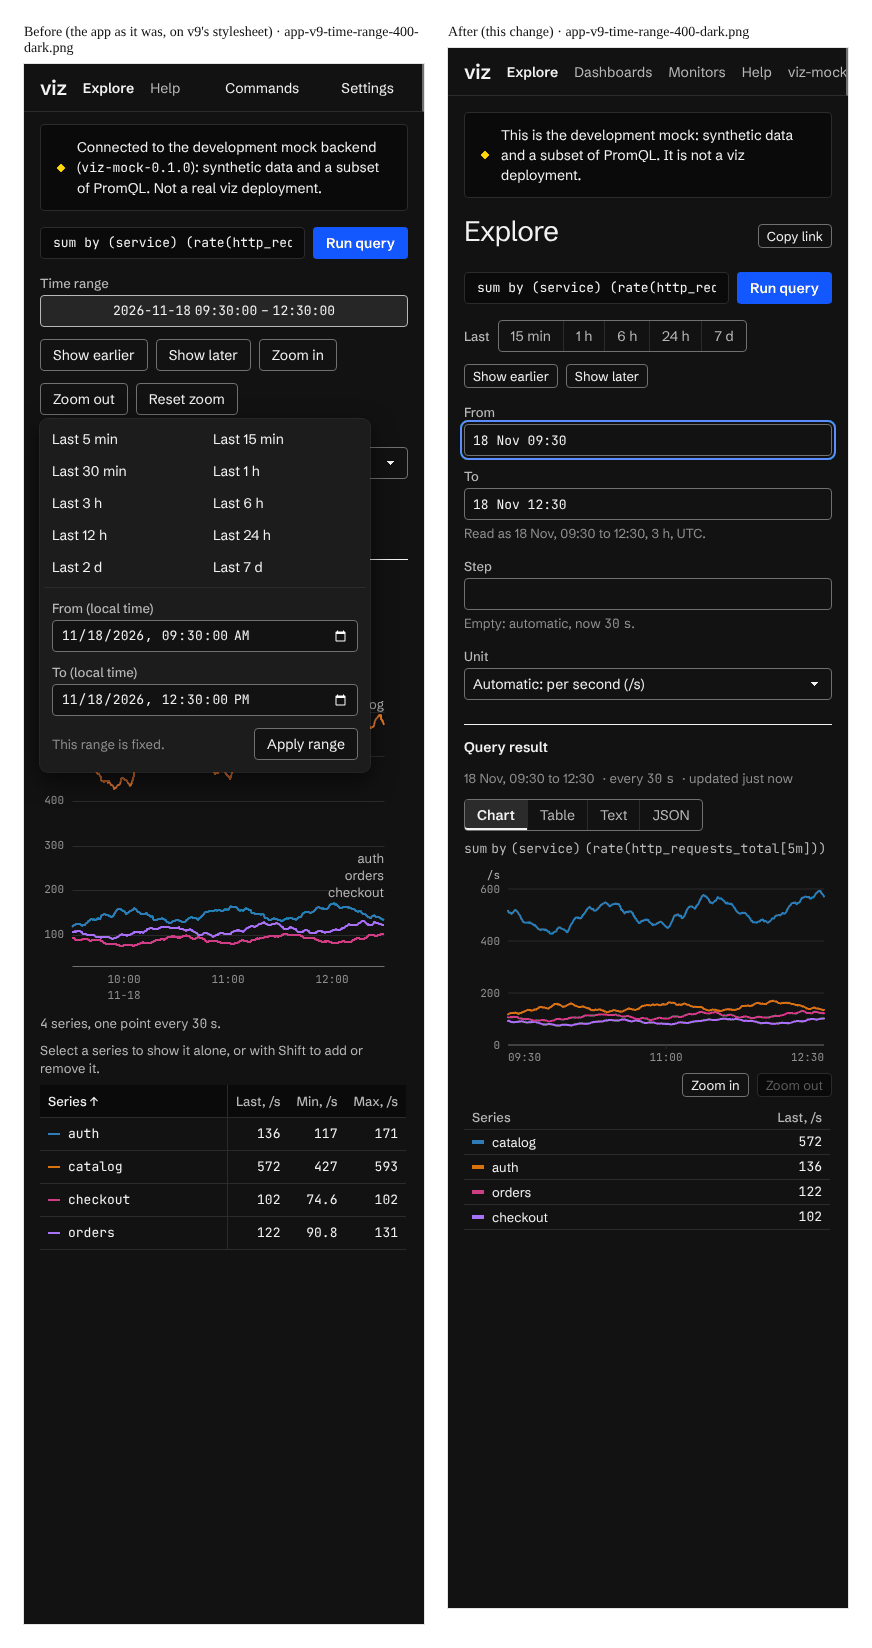 Before (the app as it was, on v9's stylesheet) · app-v9-time-range-400-
dark.png
viz Explore Help Commands Settings
Connected to the development mock backend
(viz-mock-0.1.0): synthetic data and a subset
of PromQL. Not a real viz deployment.
sum by (service) (rate(http_req Run query
Time range
2026-11-18 09:30:00 – 12:30:00
Show earlier Show later Zoom in
Zoom out Reset zoom
Last 5 min Last 15 min
Last 30 min Last 1 h
Last 3 h Last 6 h
Last 12 h Last 24 h
Last 2 d Last 7 d
From (local time)
11/18/2026, 09:30:00 AM
To (local time)
11/18/2026, 12:30:00 PM
og
This range is fixed. Apply range
400
300
auth
orders
200
checkout
100
10:00 11:00 12:00
11-18
4 series, one point every 30 s.
Select a series to show it alone, or with Shift to add or
remove it.
Series ↑ Last, /s Min, /s Max, /s
auth 136 117 171
catalog 572 427 593
checkout 102 74.6 102
orders 122 90.8 131
After (this change) · app-v9-time-range-400-dark.png
viz Explore Dashboards Monitors Help viz-mock
This is the development mock: synthetic data
and a subset of PromQL. It is not a viz
deployment.
Explore Copy link
sum by (service) (rate(http_req Run query
Last 15 min 1 h 6 h 24 h 7 d
Show earlier Show later
From
18 Nov 09:30
To
18 Nov 12:30
Read as 18 Nov, 09:30 to 12:30, 3 h, UTC.
Step
Empty: automatic, now 30 s.
Unit
Automatic: per second (/s)
Query result
18 Nov, 09:30 to 12:30 · every 30 s · updated just now
Chart Table Text JSON
sum by (service) (rate(http_requests_total[5m]))
/s
600
400
200
0
09:30 11:00 12:30
Zoom in Zoom out
Series Last, /s
catalog 572
auth 136
orders 122
checkout 102